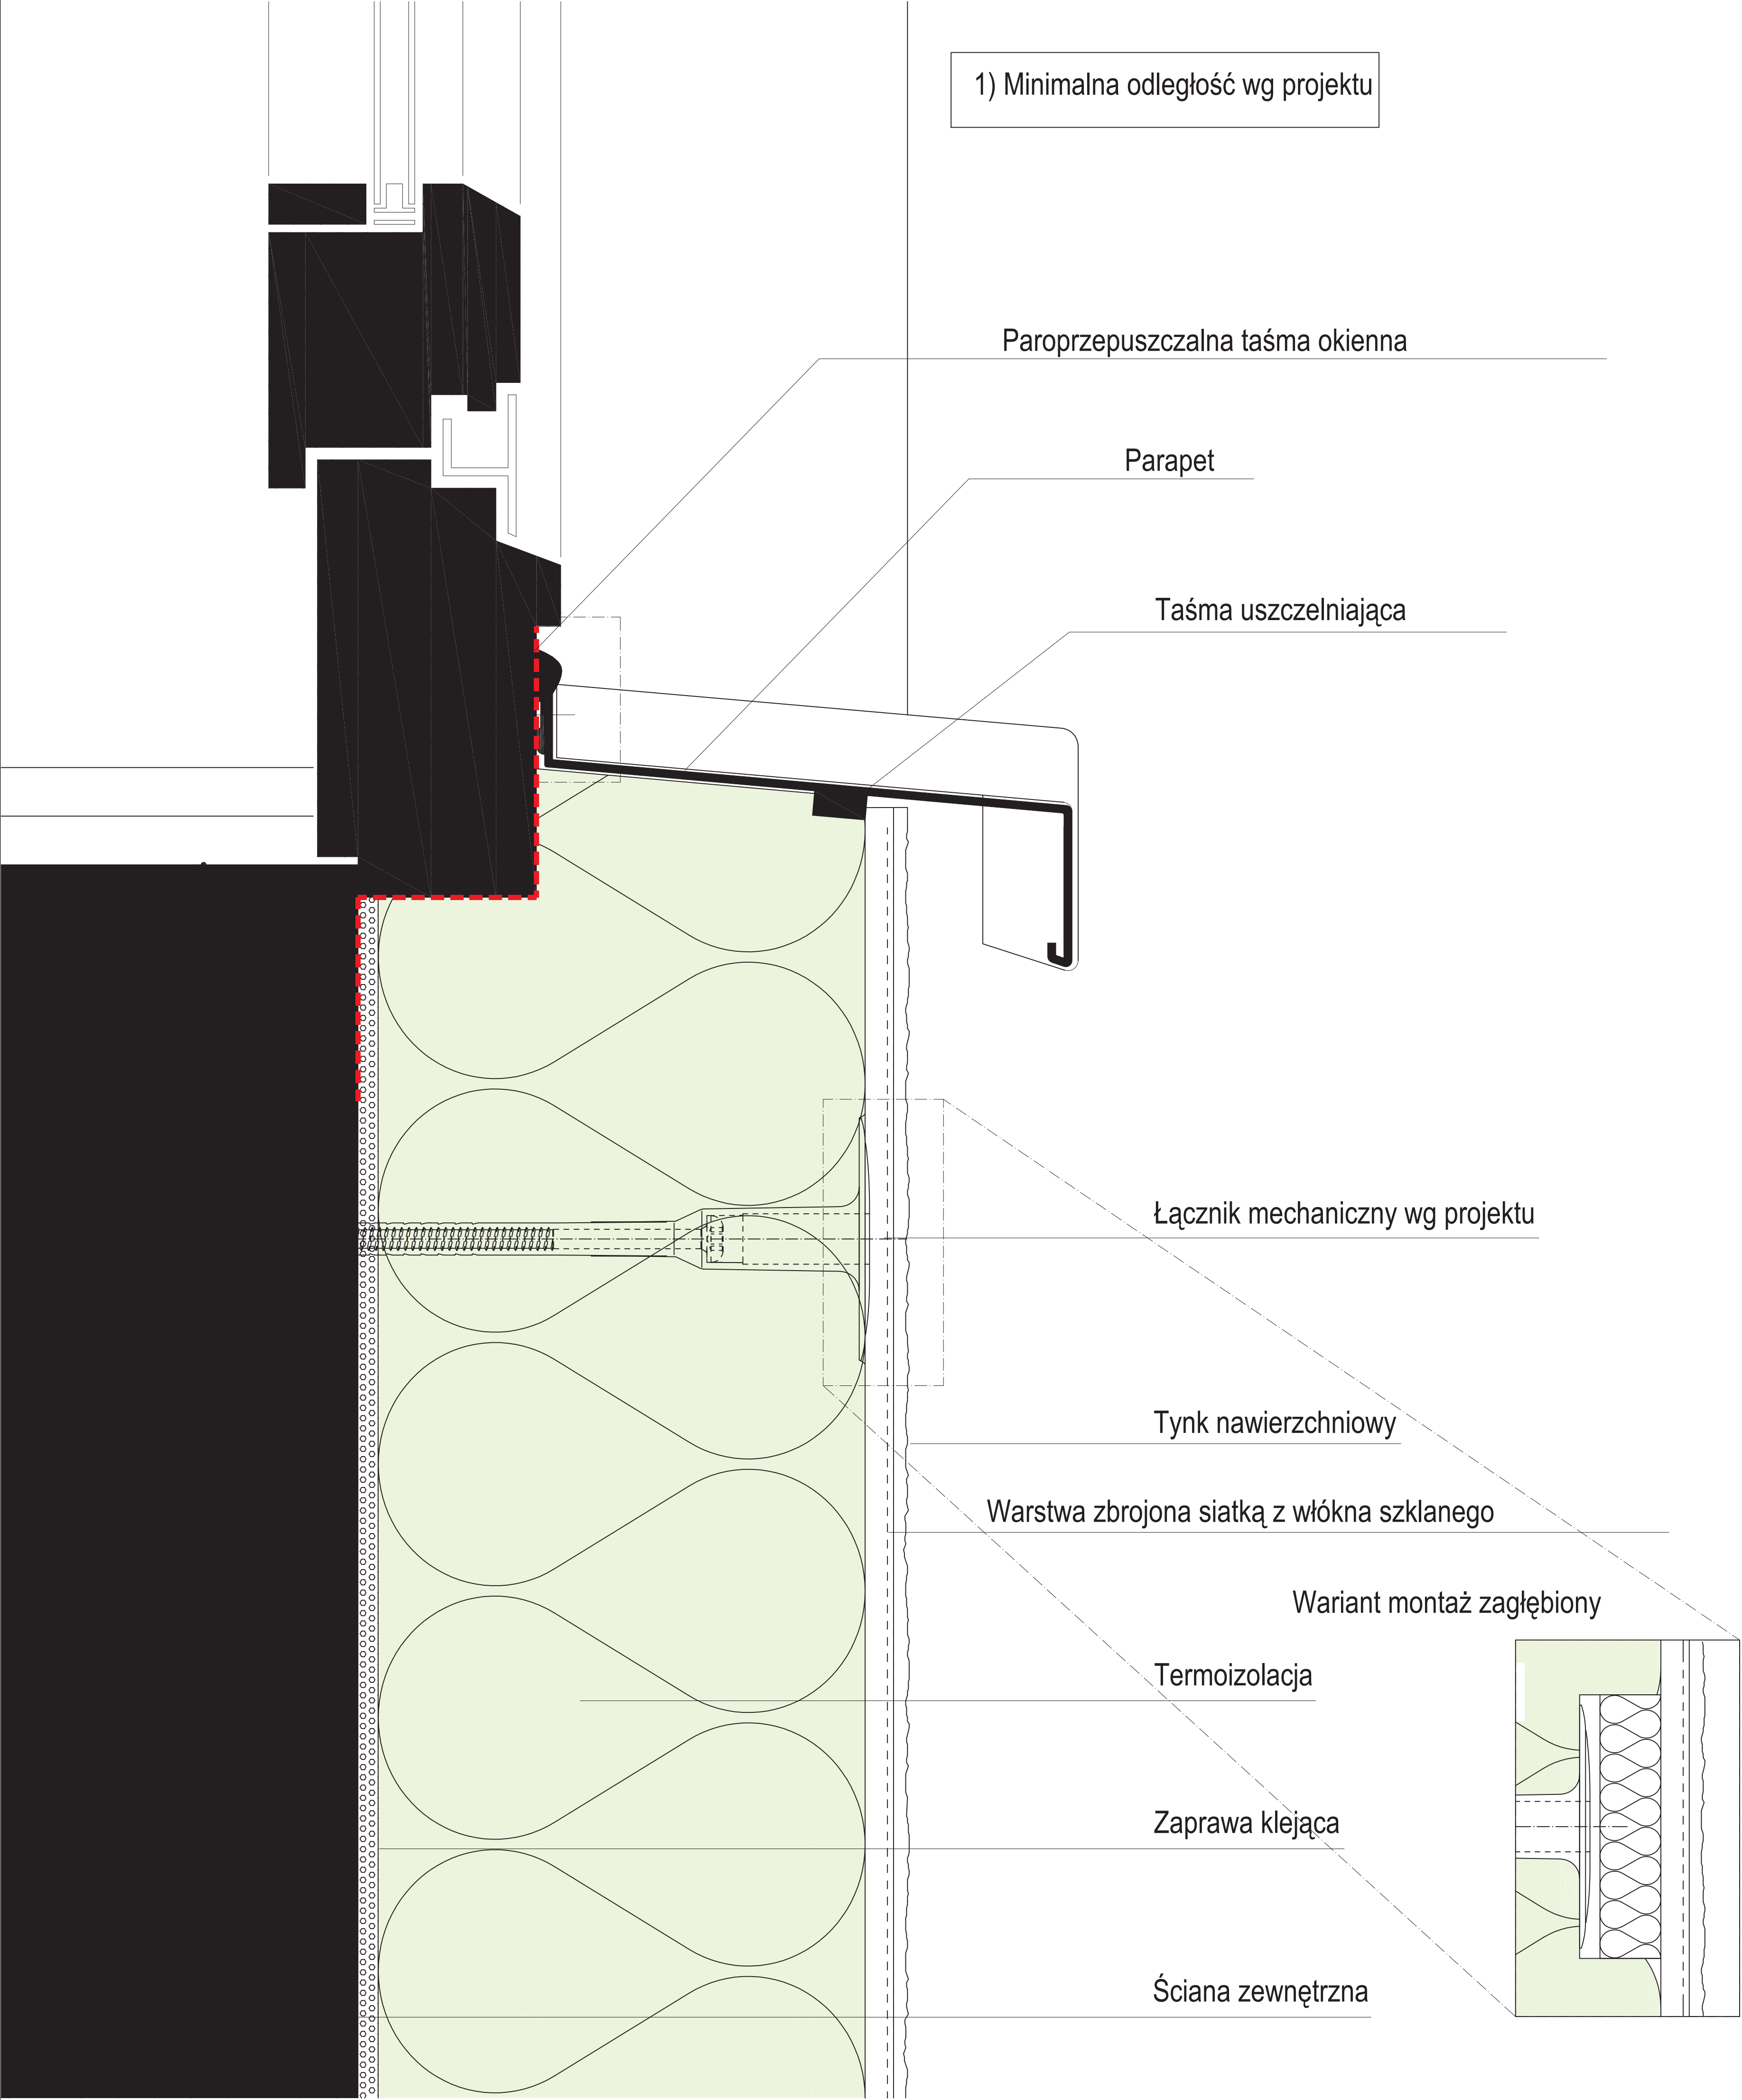 1) Minimalna odległość wg projektu
Paroprzepuszczalna taśma okienna
Parapet
Taśma uszczelniająca
Łącznik mechaniczny wg projektu
Tynk nawierzchniowy
Warstwa zbrojona siatką z włókna szklanego
Wariant montaż zagłębiony
Termoizolacja
Zaprawa klejąca
Ściana zewnętrzna